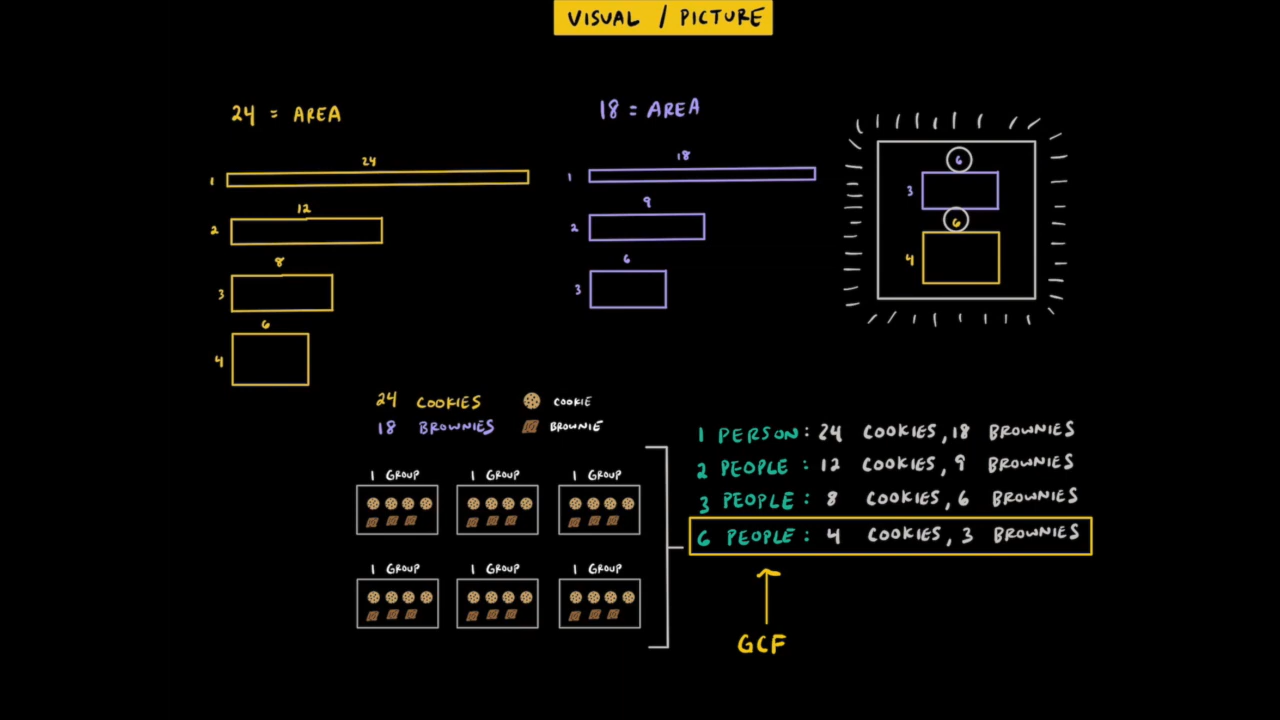 VISUAL / PICTURE
24 = AREA
24
1
12
2
8
3
6
4
18 = AREA
18
1
9
2
6
3
6
3
6
4
24 COOKIES
18 BROWNIES
COOKIE
BROWNIE
1 GROUP
1 GROUP
1 GROUP
1 GROUP
1 GROUP
1 GROUP
1 PERSON: 24 COOKIES, 18 BROWNIES
2 PEOPLE: 12 COOKIES, 9 BROWNIES
3 PEOPLE: 8 COOKIES, 6 BROWNIES
6 PEOPLE: 4 COOKIES, 3 BROWNIES
GCF